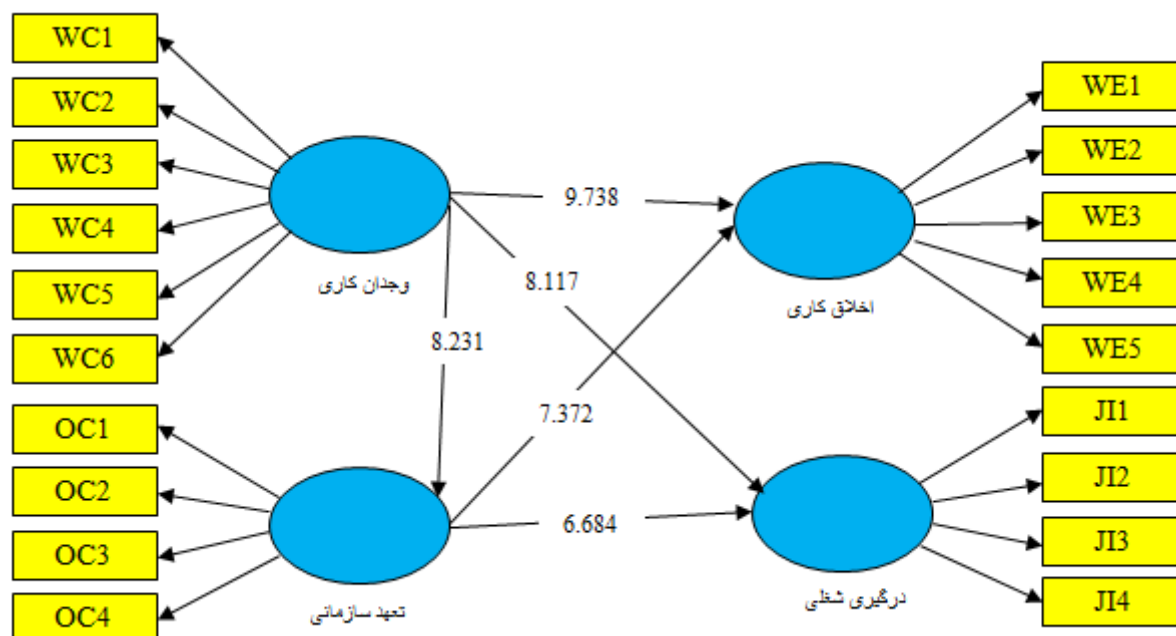 WC1
WC2
WC3
WC4
WC5
WC6
OC1
OC2
OC3
OC4
وجدان کاری
تعهد سازمانی
9.738
8.117
8.231
7.372
6.684
اخلاق کاری
درگیری شغلی
WE1
WE2
WE3
WE4
WE5
JI1
JI2
JI3
JI4